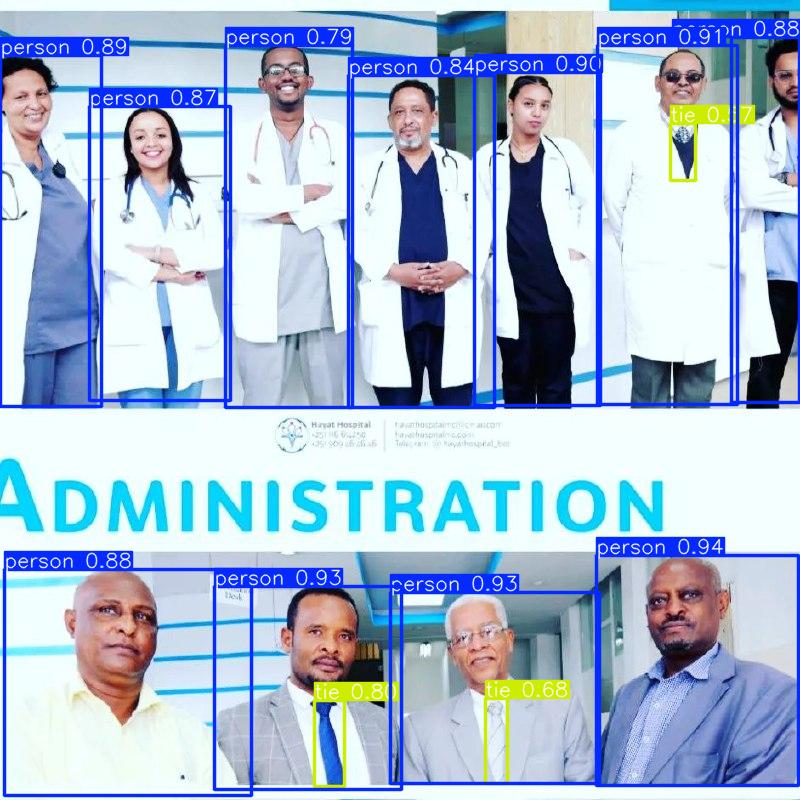 person 0.89
person 0.87
person 0.79
person 0.84
person 0.90
person 0.91
person 0.88
Hayat Hospital
ADMINISTRATION
person 0.88
person 0.93
person 0.93
person 0.94
tie 0.80
tie 0.68
Desk